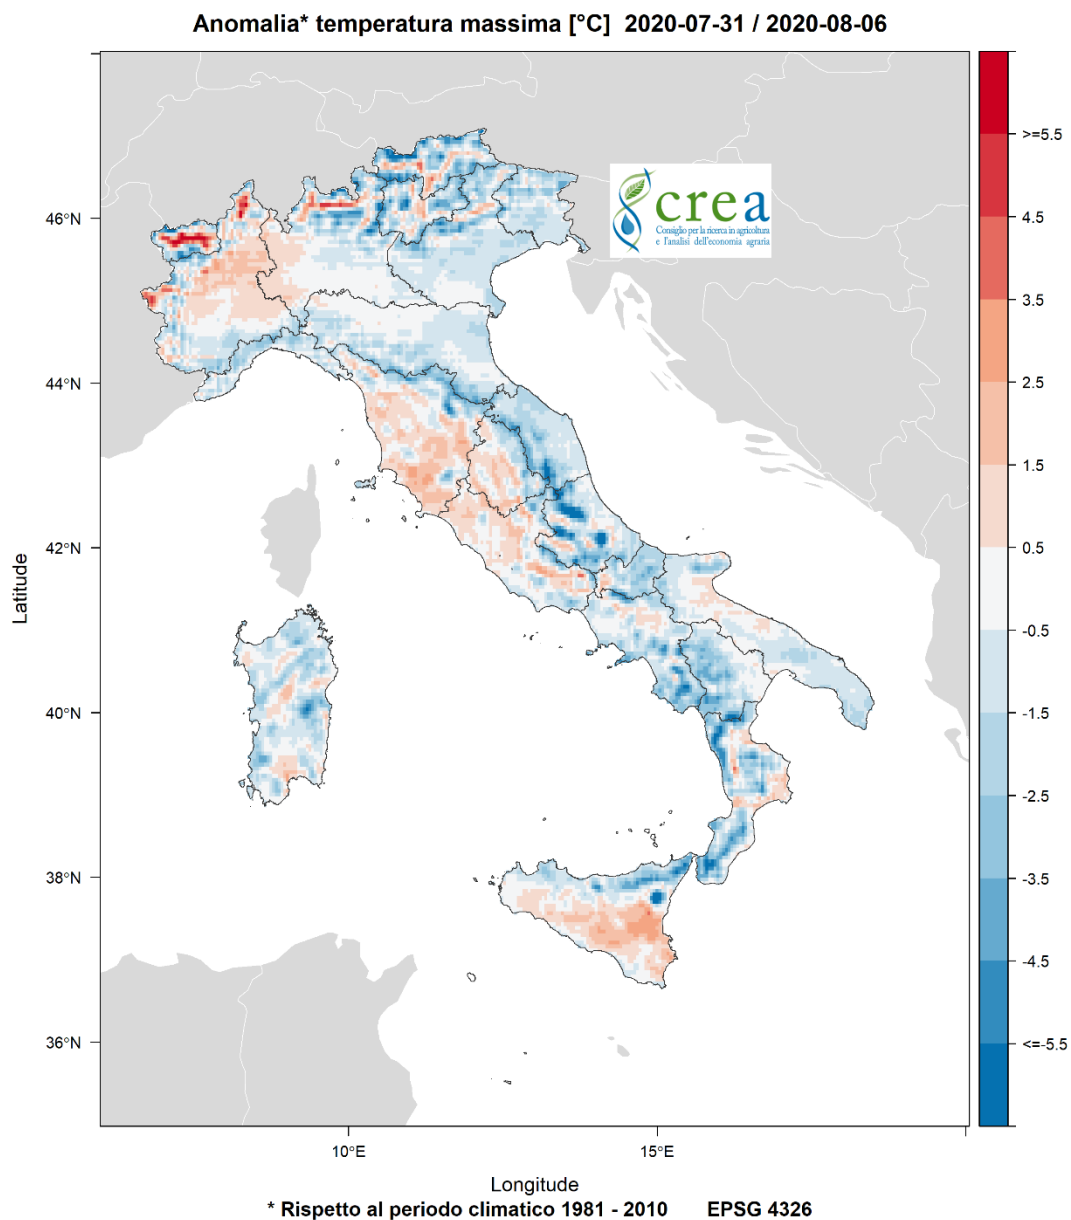 Anomalia* temperatura massima [°C]  2020-07-31 / 2020-08-06
crea
Consiglio per la ricerca in agricoltura
e l'analisi dell'economia agraria
>=5.5
4.5
3.5
2.5
1.5
0.5
-0.5
-1.5
-2.5
-3.5
-4.5
<=-5.5
46°N
44°N
42°N
40°N
38°N
36°N
Latitude
10°E
15°E
Longitude
* Rispetto al periodo climatico 1981 - 2010 EPSG 4326